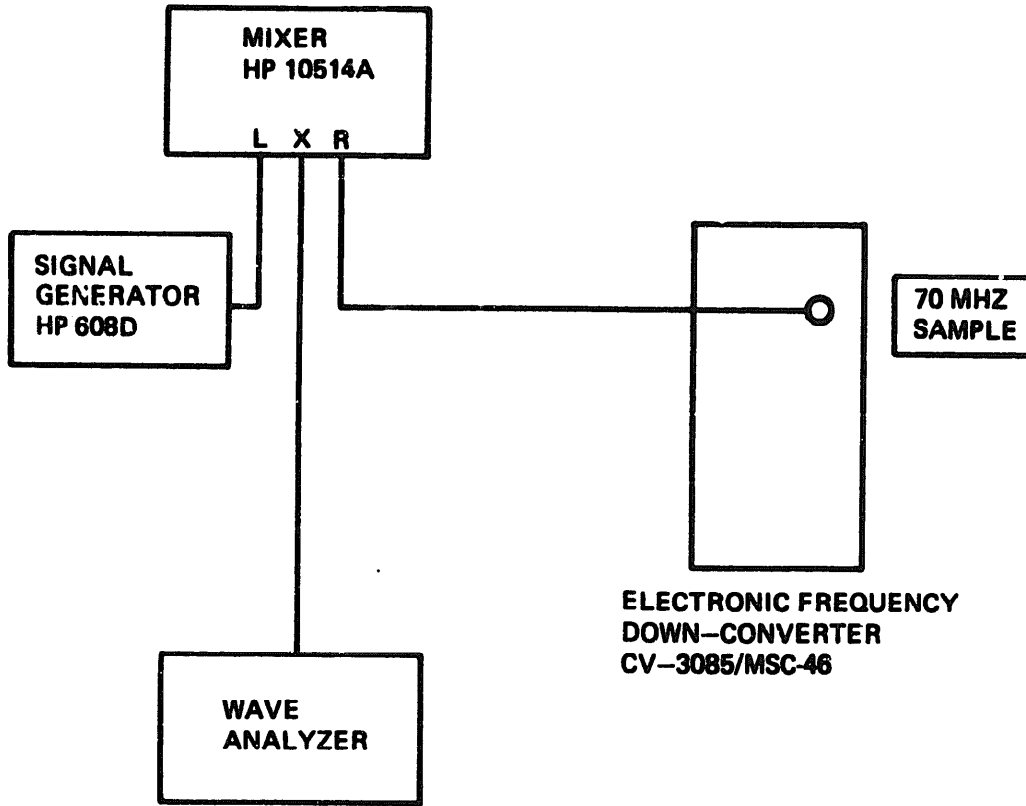 MIXER
HP 10514A
L X R
SIGNAL
GENERATOR
HP 608D
70 MHZ
SAMPLE
ELECTRONIC FREQUENCY
DOWN–CONVERTER
CV–3085/MSC-46
WAVE
ANALYZER